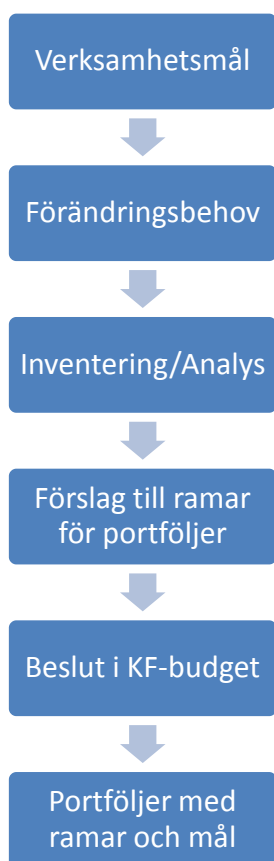 Verksamhetsmål
Förändringsbehov
Inventering/Analys
Förslag till ramar
för portföljer
Beslut i KF-budget
Portföljer med
ramar och mål